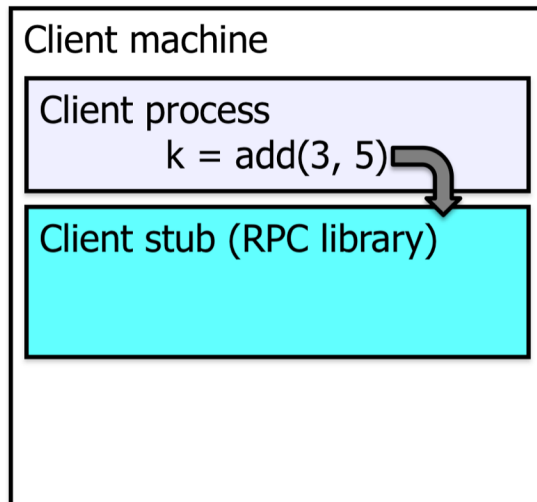 Client machine
Client process
k = add(3, 5)
Client stub (RPC library)